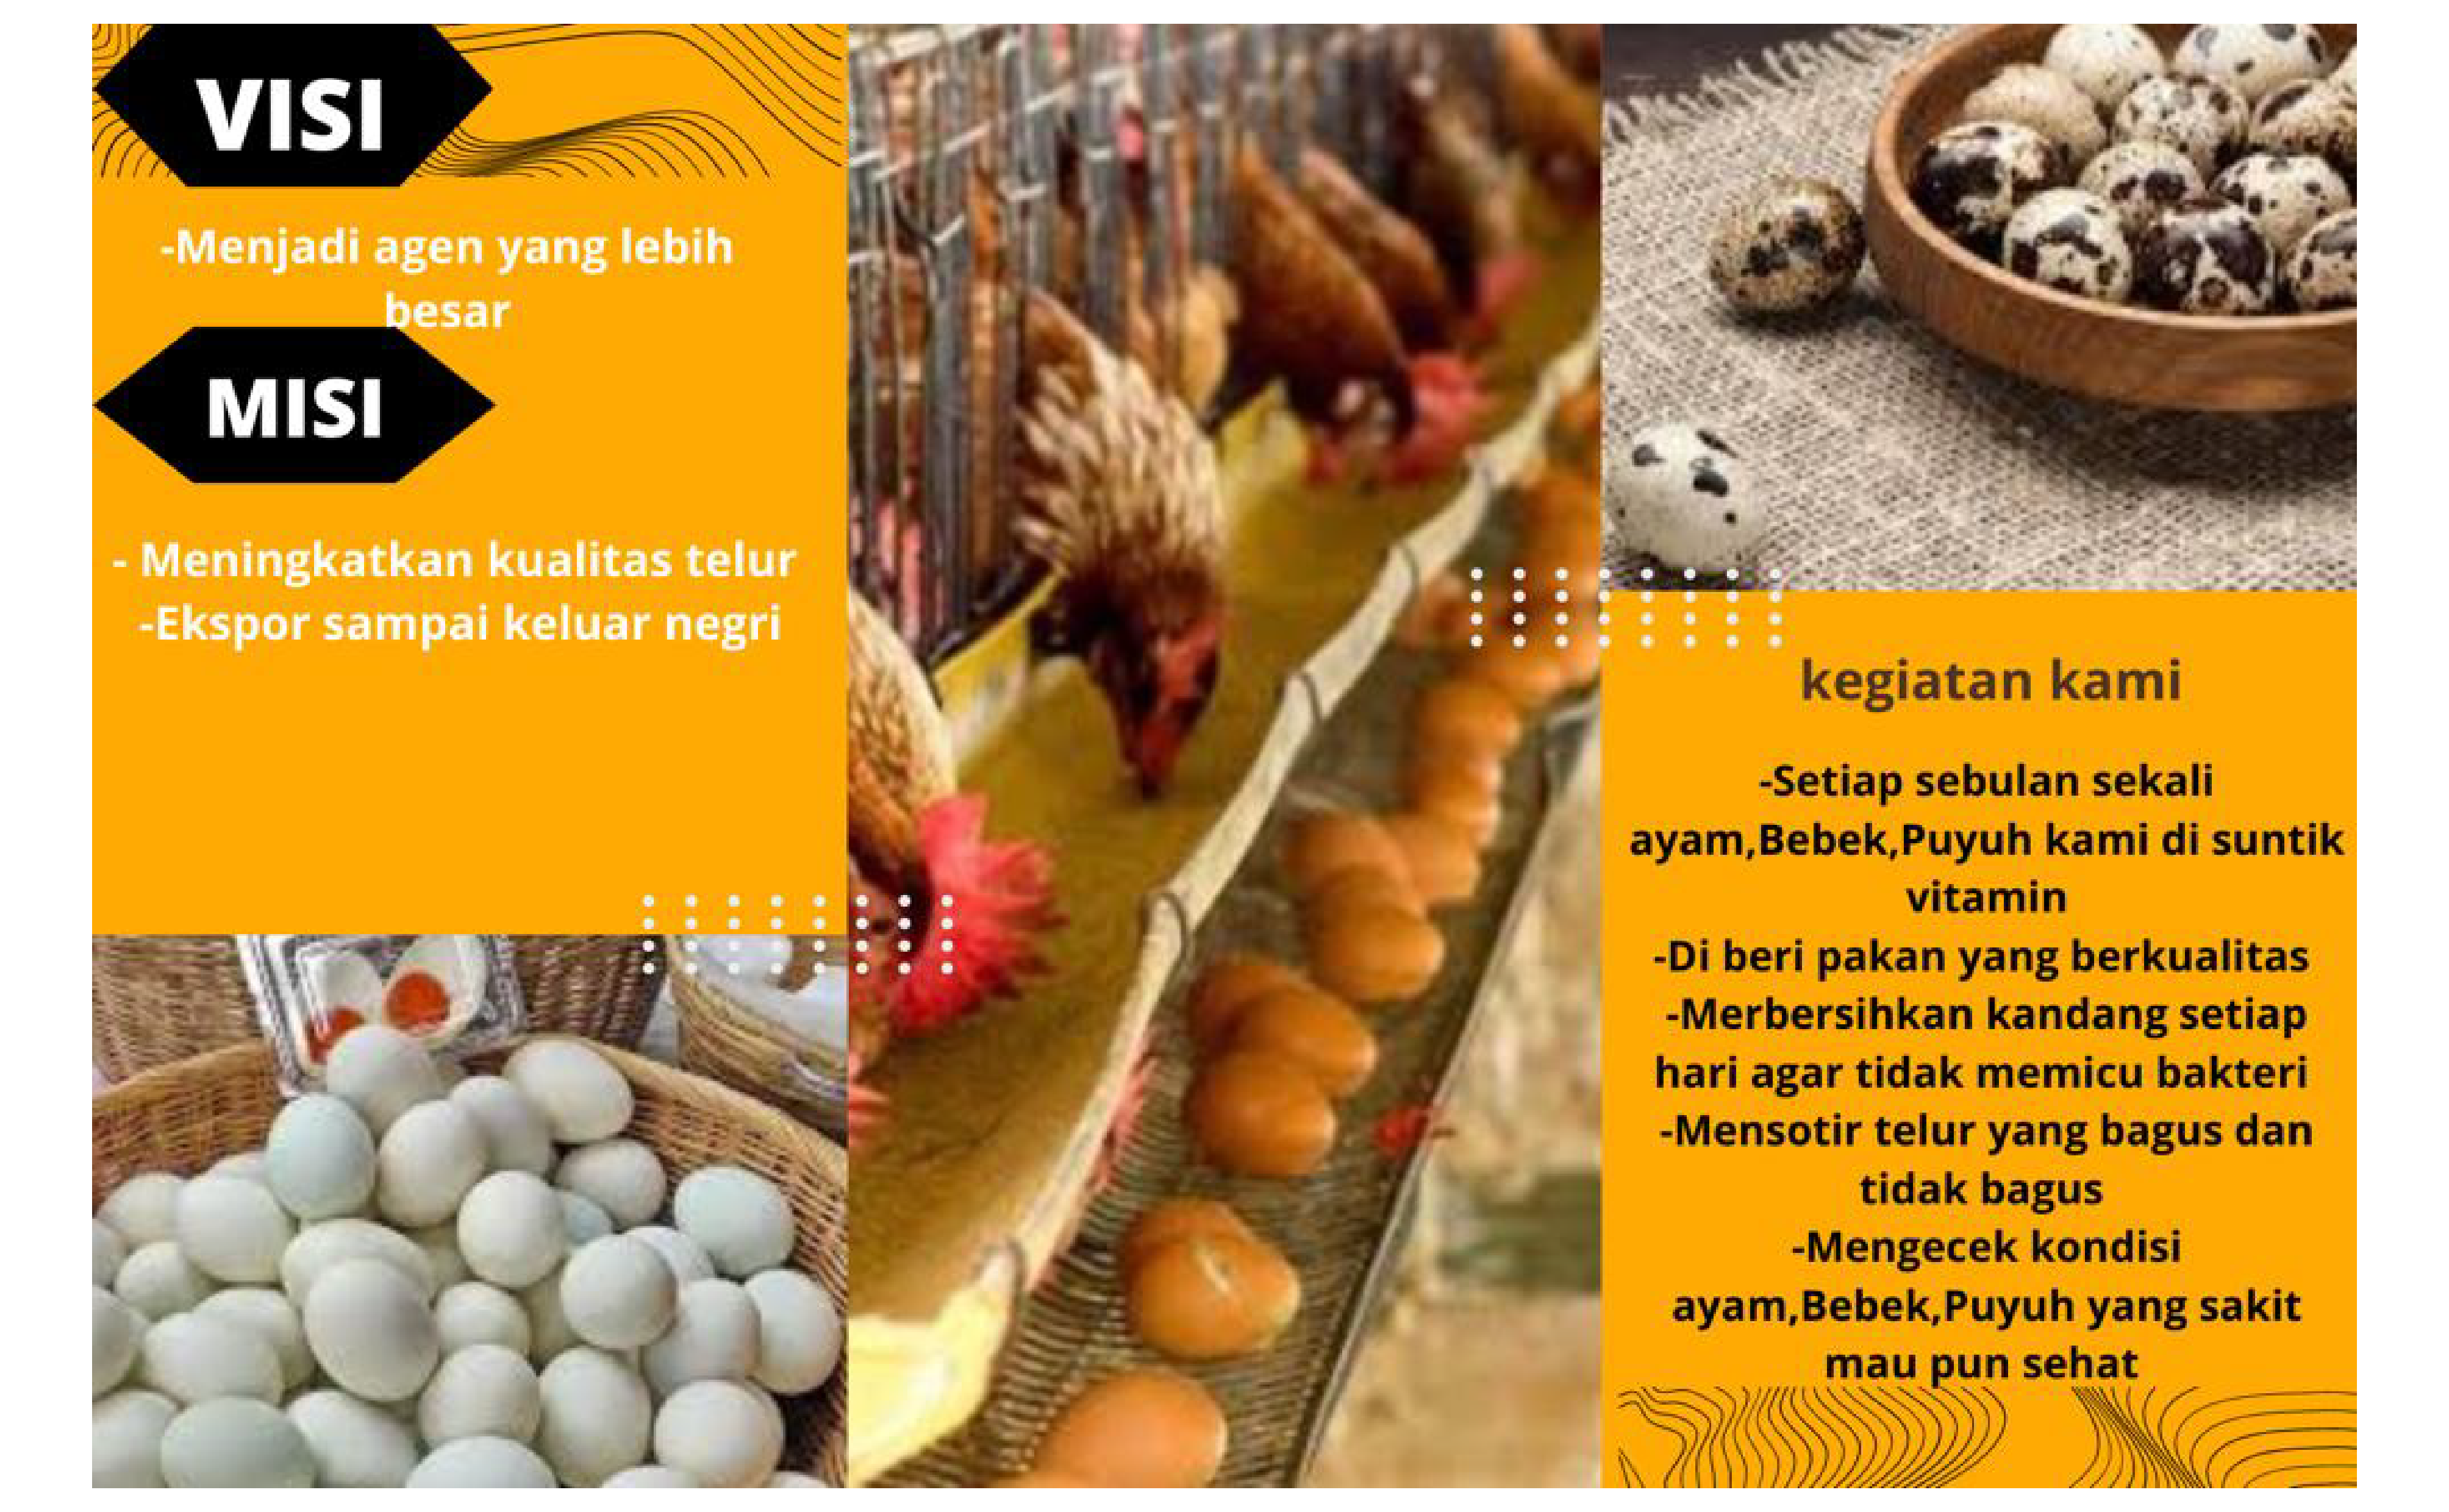 VISI
-Menjadi agen yang lebih
besar
MISI
- Meningkatkan kualitas telur
-Ekspor sampai keluar negri
kegiatan kami
-Setiap sebulan sekali
ayam,Bebek,Puyuh kami di suntik
vitamin
-Di beri pakan yang berkualitas
-Merbersihkan kandang setiap
hari agar tidak memicu bakteri
-Mensotir telur yang bagus dan
tidak bagus
-Mengecek kondisi
ayam,Bebek,Puyuh yang sakit
mau pun sehat